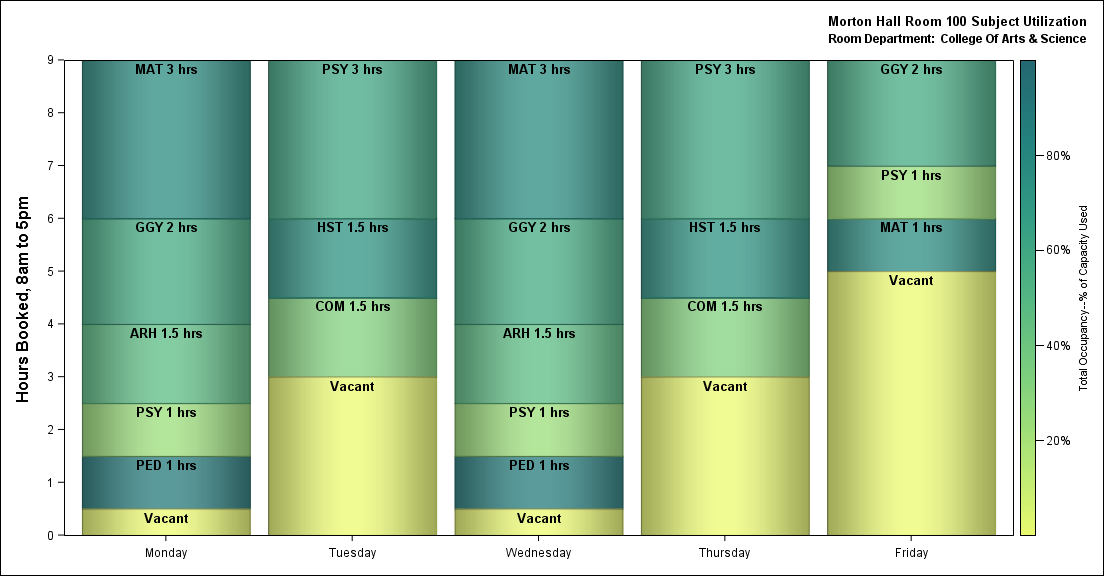 Morton Hall Room 100 Subject Utilization
Room Department: College Of Arts & Science
Hours Booked, 8am to 5pm
9
8
7
6
5
4
3
2
1
0
MAT 3 hrs
GGY 2 hrs
ARH 1.5 hrs
PSY 1 hrs
PED 1 hrs
Vacant
Monday
PSY 3 hrs
HST 1.5 hrs
COM 1.5 hrs
Vacant
Tuesday
MAT 3 hrs
GGY 2 hrs
ARH 1.5 hrs
PSY 1 hrs
PED 1 hrs
Vacant
Wednesday
PSY 3 hrs
HST 1.5 hrs
COM 1.5 hrs
Vacant
Thursday
GGY 2 hrs
PSY 1 hrs
MAT 1 hrs
Vacant
Friday
80%
60%
40%
20%
Total Occupancy--% of Capacity Used